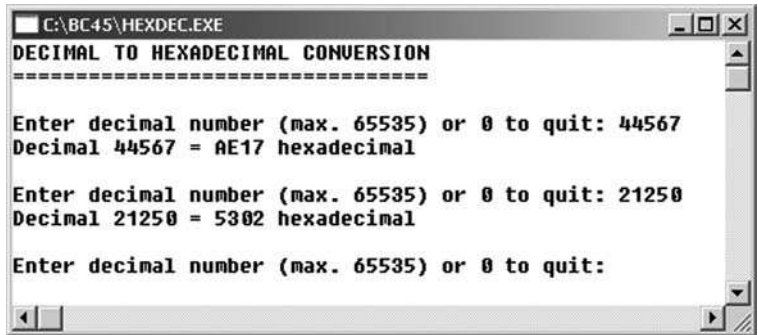 C:\BC45\HEXDEC.EXE
DECIMAL TO HEXADECIMAL CONVERSION
=================================
Enter decimal number (max. 65535) or 0 to quit: 44567
Decimal 44567 = AE17 hexadecimal
Enter decimal number (max. 65535) or 0 to quit: 21250
Decimal 21250 = 5302 hexadecimal
Enter decimal number (max. 65535) or 0 to quit: